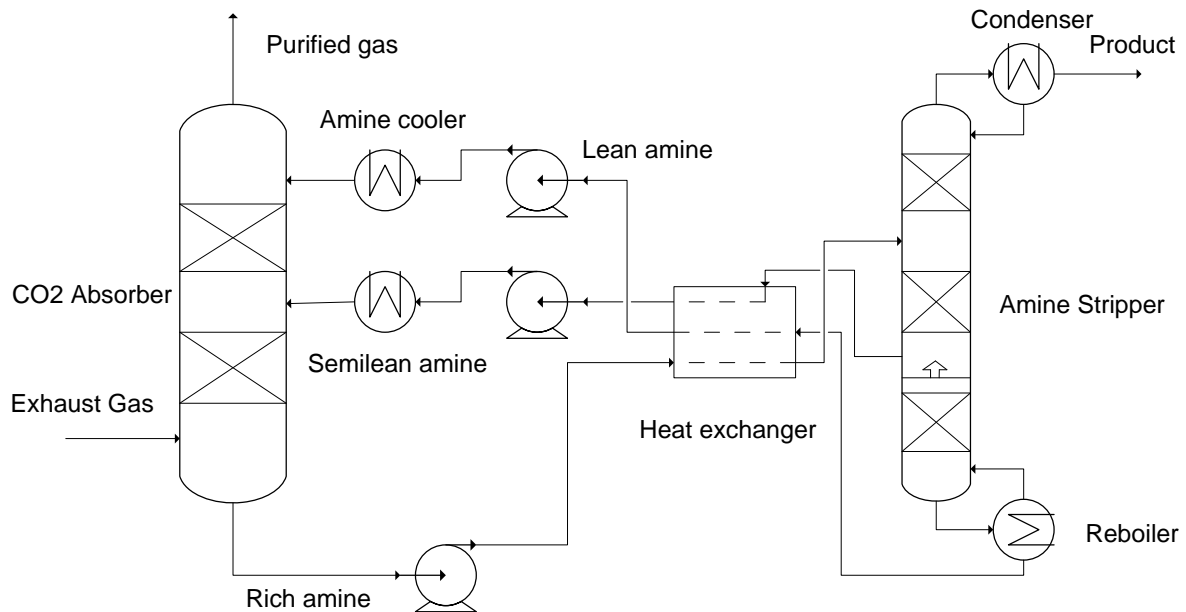 Condenser
Purified gas
Product
Amine cooler
Lean amine
CO2 Absorber
Amine Stripper
Semilean amine
Exhaust Gas
Heat exchanger
Reboiler
Rich amine